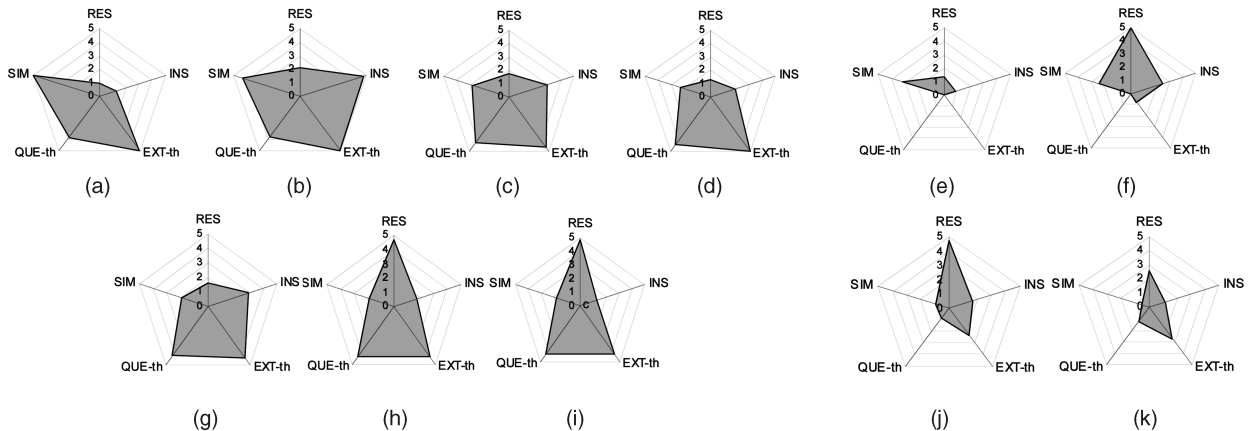 RES
5
4
3
2
1
0
SIM
INS
QUE-th
EXT-th
(a)
RES
5
4
3
2
1
0
SIM
INS
QUE-th
EXT-th
(b)
RES
5
4
3
2
1
0
SIM
INS
QUE-th
EXT-th
(c)
RES
5
4
3
2
1
0
SIM
INS
QUE-th
EXT-th
(d)
RES
5
4
3
2
1
0
SIM
INS
QUE-th
EXT-th
(e)
RES
5
4
3
2
1
0
SIM
INS
QUE-th
EXT-th
(f)
RES
5
4
3
2
1
0
SIM
INS
QUE-th
EXT-th
(g)
RES
5
4
3
2
1
0
SIM
INS
QUE-th
EXT-th
(h)
RES
5
4
3
2
1
0
C
SIM
INS
QUE-th
EXT-th
(i)
RES
5
4
3
2
1
0
SIM
INS
QUE-th
EXT-th
(j)
RES
5
4
3
2
1
0
SIM
INS
QUE-th
EXT-th
(k)